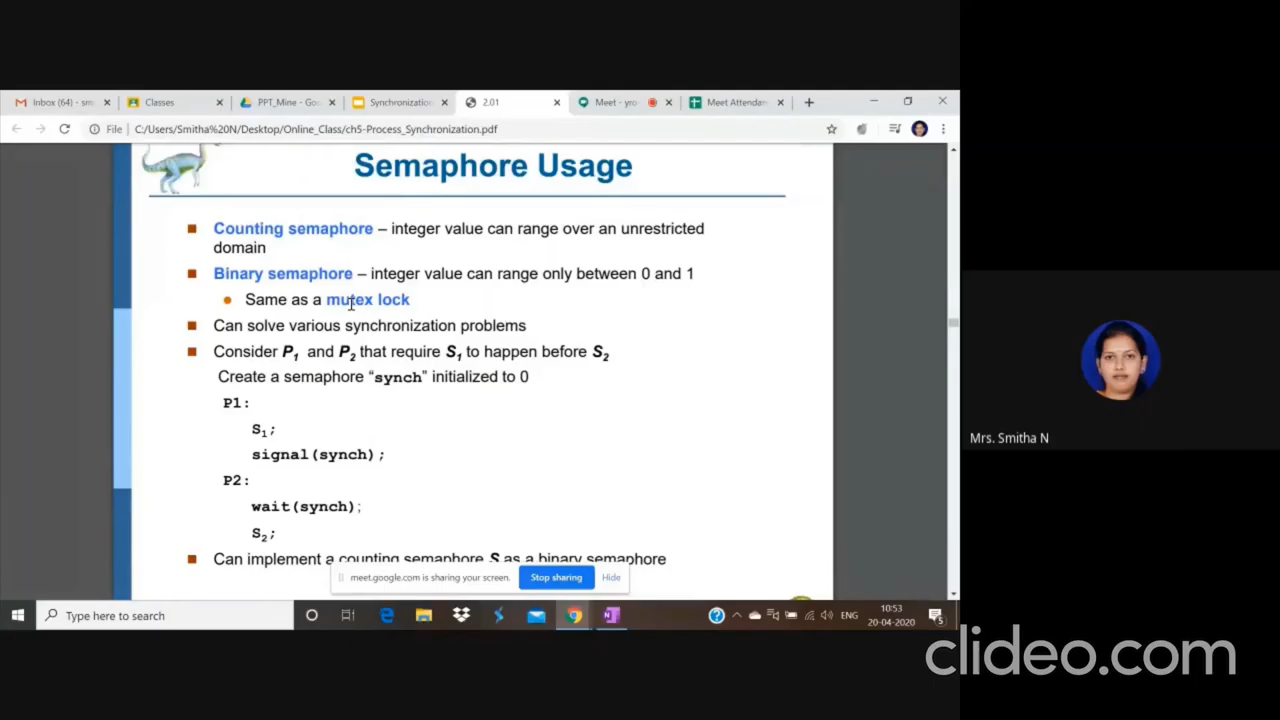 Inbox (64) - sm
Classes
PPT_Mine - Goo
Synchronization
2.01
Meet - yro
Meet Attendan
File
C:/Users/Smitha%20N/Desktop/Online_Class/ch5-Process_Synchronization.pdf
Semaphore Usage
Counting semaphore – integer value can range over an unrestricted
domain
Binary semaphore – integer value can range only between 0 and 1
Same as a mutex lock
Can solve various synchronization problems
Consider P1 and P2 that require S1 to happen before S2
Create a semaphore “synch” initialized to 0
P1:
S1;
signal(synch);
P2:
wait(synch);
S2;
Can implement a counting semaphore S as a binary semaphore
meet.google.com is sharing your screen.
Stop sharing
Hide
Mrs. Smitha N
Type here to search
ENG
10:53
20-04-2020
5
clideo.com